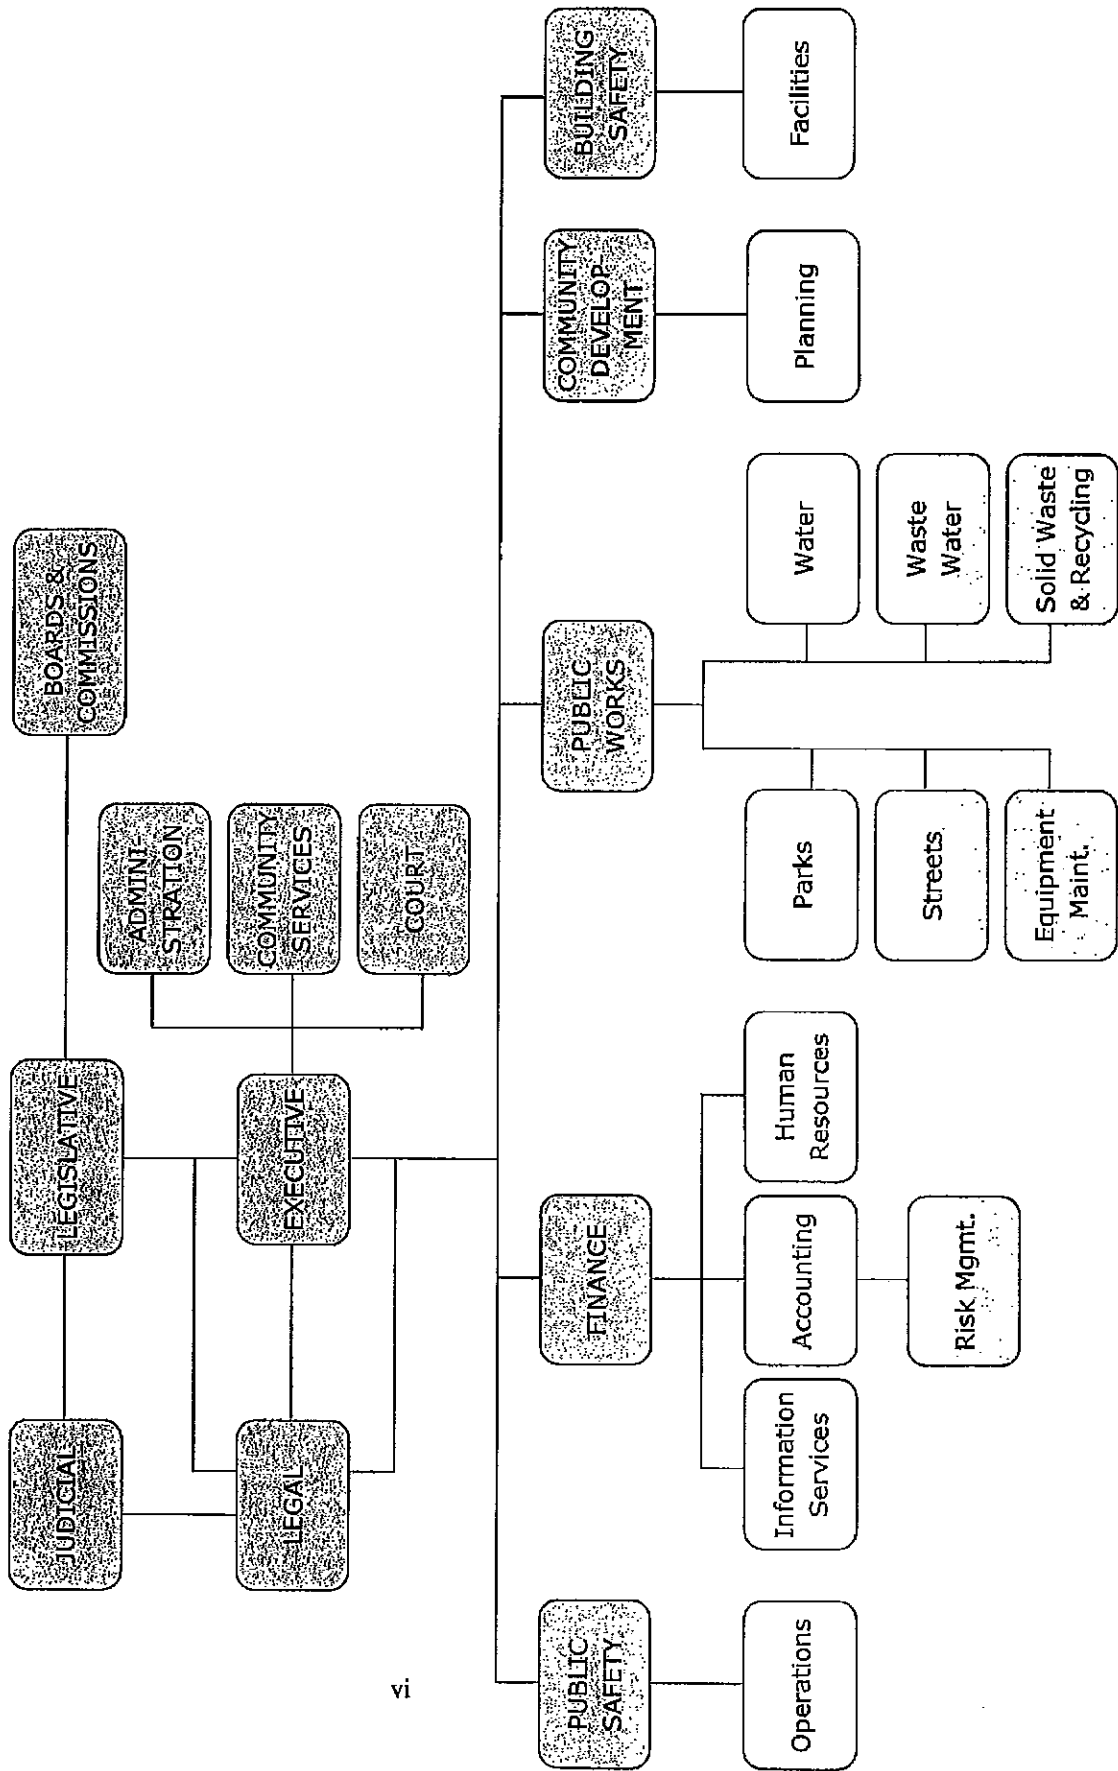 JUDICIAL
LEGISLATIVE
BOARDS &
COMMISSIONS
ADMINI-
STRATION
COMMUNITY
SERVICES
COURT
LEGAL
EXECUTIVE
PUBLIC
SAFETY
FINANCE
PUBLIC
WORKS
COMMUNITY
DEVELOP-
MENT
BUILDING
SAFETY
Operations
Information
Services
Accounting
Human
Resources
Risk Mgmt.
Parks
Streets
Equipment
Maint.
Water
Waste
Water
Solid Waste
& Recycling
Planning
Facilities
vi